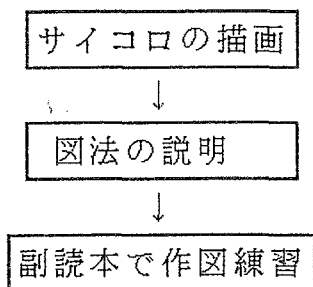 サイコロの描画
↓
図法の説明
↓
副読本で作図練習